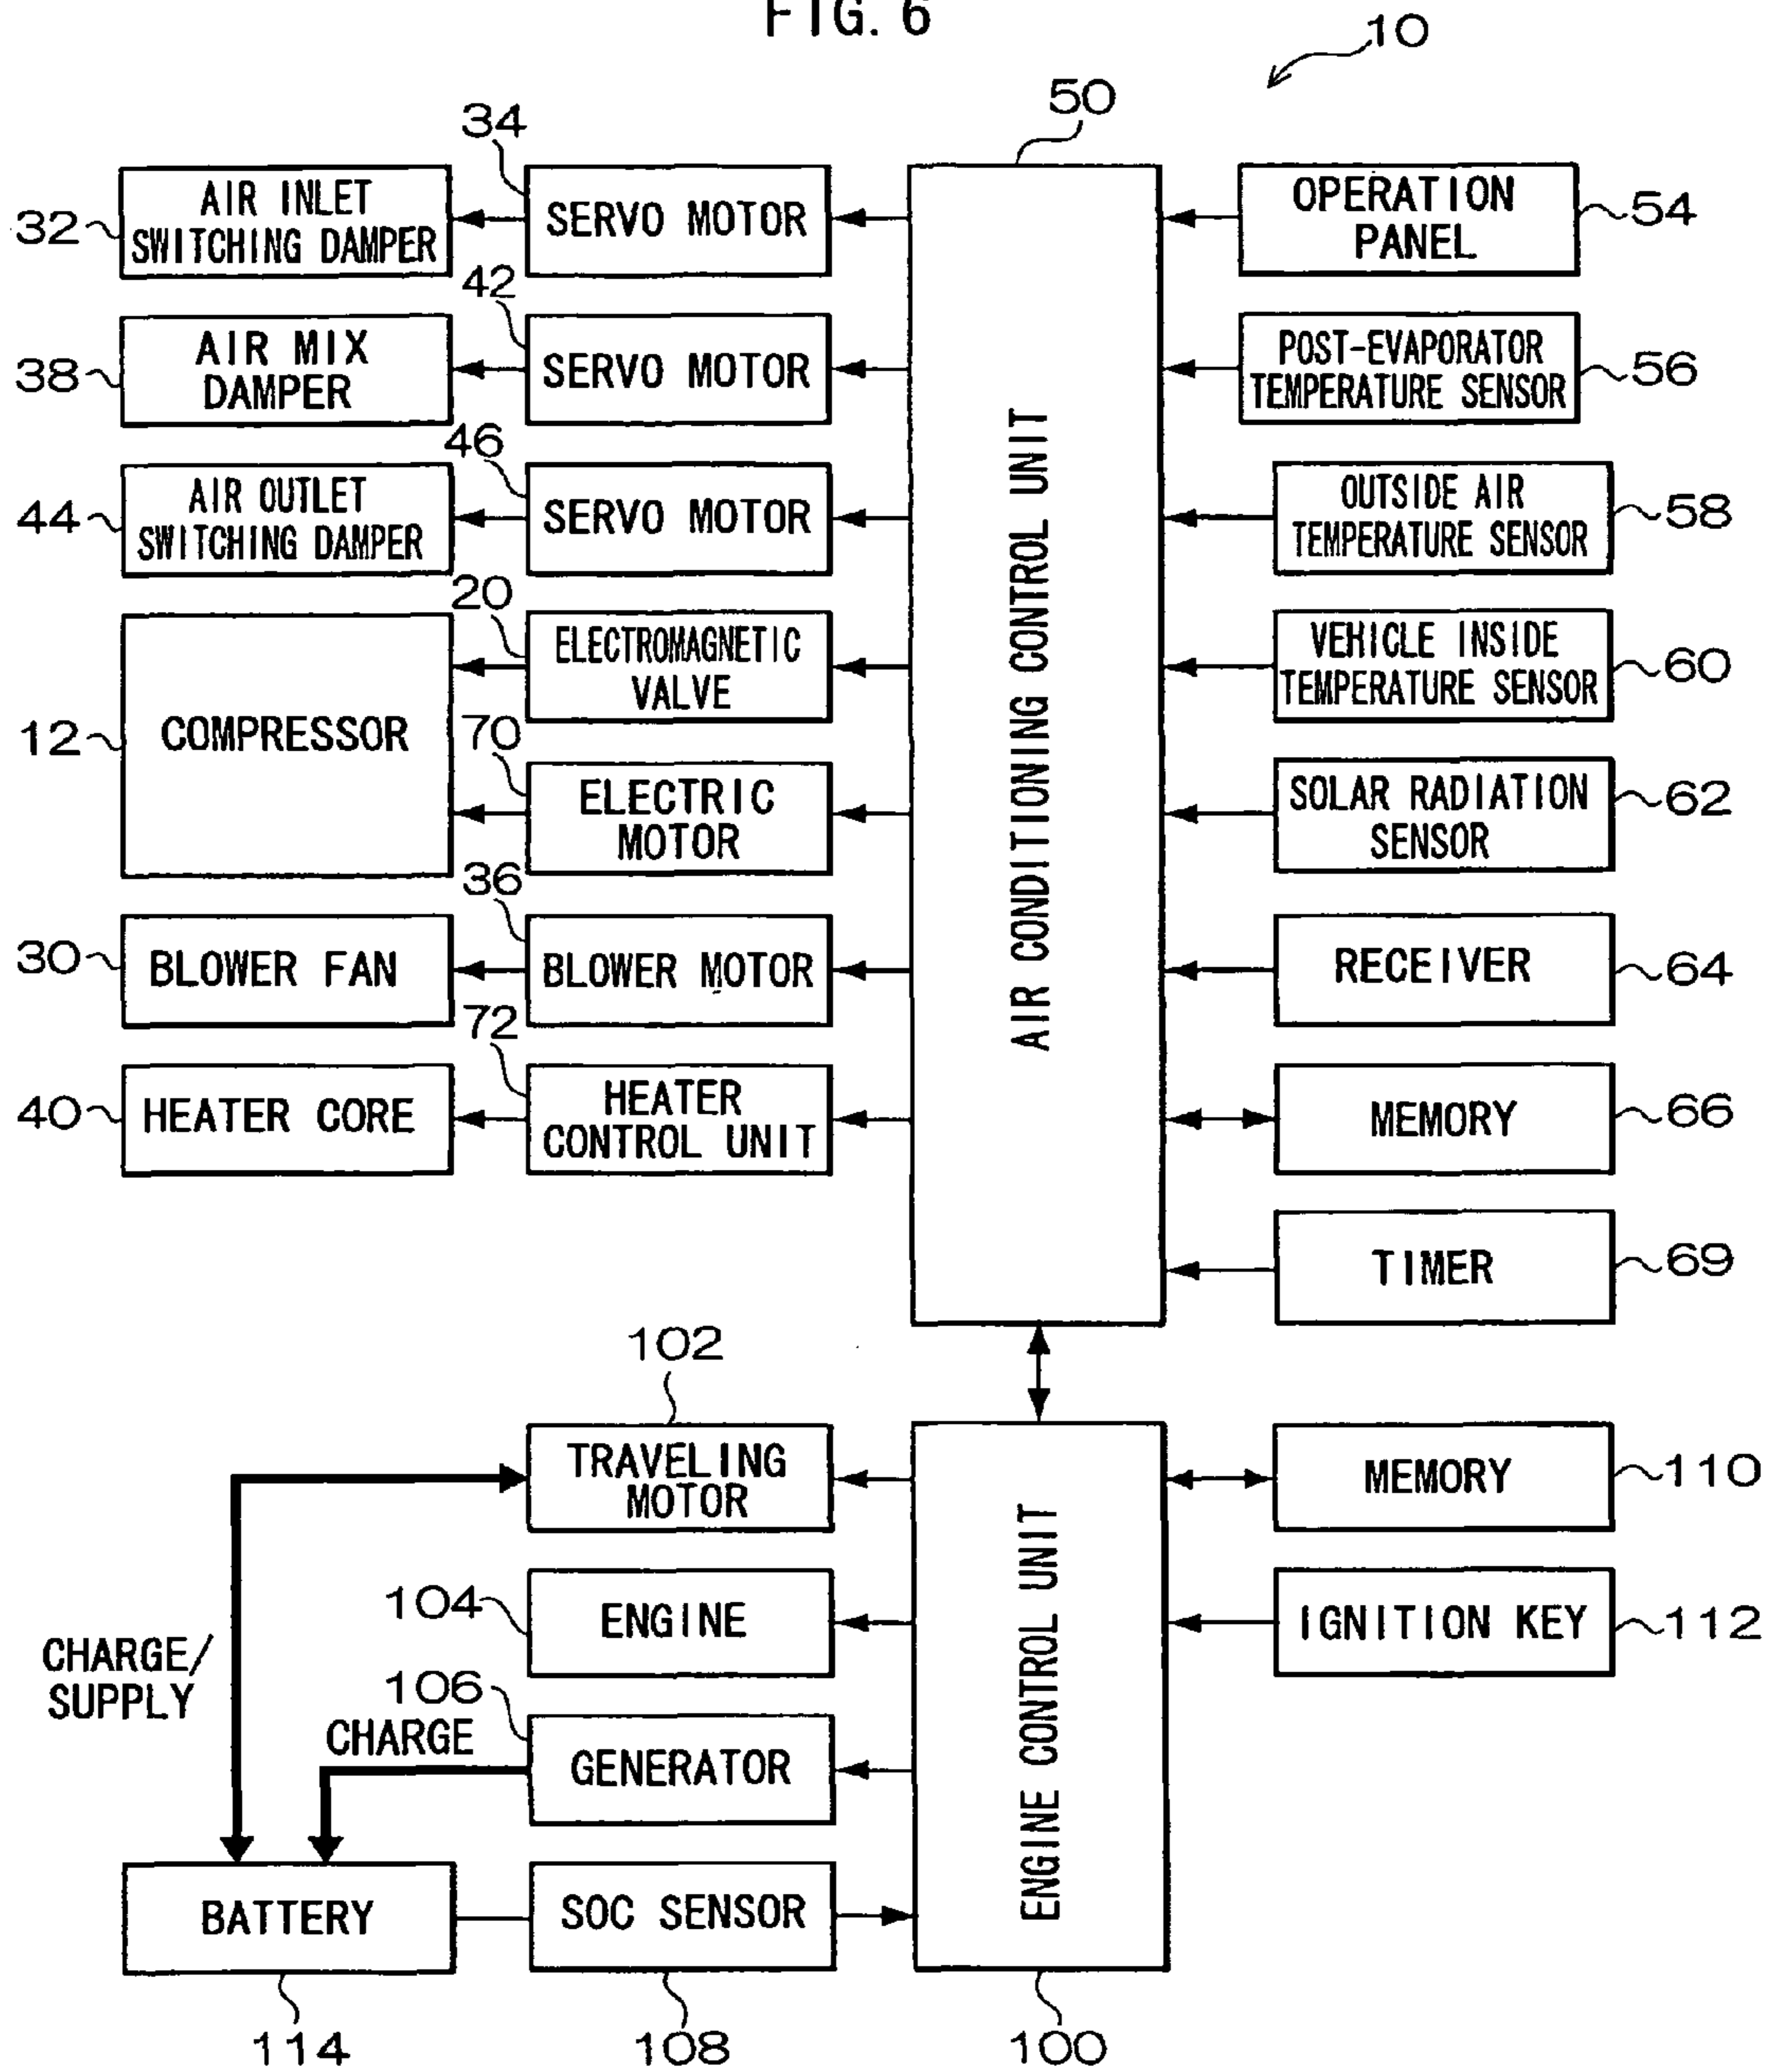 FIG. 6
10
50
34
32
AIR INLET
SWITCHING DAMPER
SERVO MOTOR
OPERATION
PANEL
54
42
38
AIR MIX
DAMPER
SERVO MOTOR
POST-EVAPORATOR
TEMPERATURE SENSOR
56
46
44
AIR OUTLET
SWITCHING DAMPER
SERVO MOTOR
OUTSIDE AIR
TEMPERATURE SENSOR
58
20
12
COMPRESSOR
ELECTROMAGNETIC
VALVE
VEHICLE INSIDE
TEMPERATURE SENSOR
60
70
ELECTRIC
MOTOR
SOLAR RADIATION
SENSOR
62
AIR CONDITIONING CONTROL UNIT
36
30
BLOWER FAN
BLOWER MOTOR
RECEIVER
64
72
40
HEATER CORE
HEATER
CONTROL UNIT
MEMORY
66
TIMER
69
102
TRAVELING
MOTOR
MEMORY
110
104
ENGINE
ENGINE CONTROL UNIT
IGNITION KEY
112
CHARGE/
SUPPLY
106
CHARGE
GENERATOR
BATTERY
SOC SENSOR
114
108
100